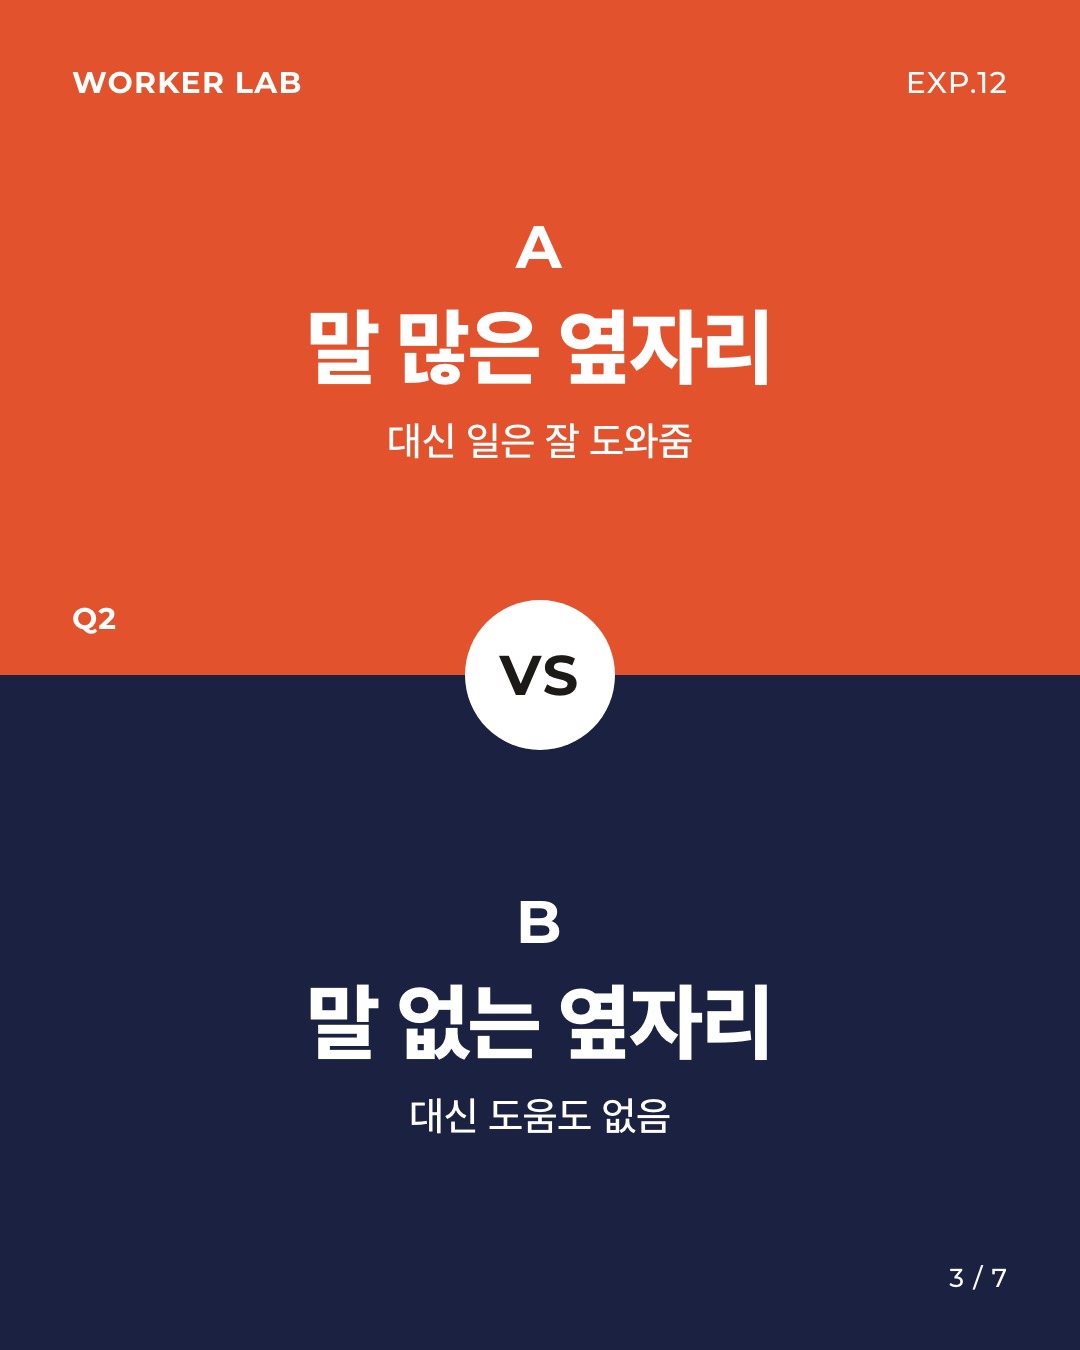 WORKER LAB
EXP.12
A
말 많은 옆자리
대신 일은 잘 도와줌
Q2
VS
B
말 없는 옆자리
대신 도움도 없음
3 / 7